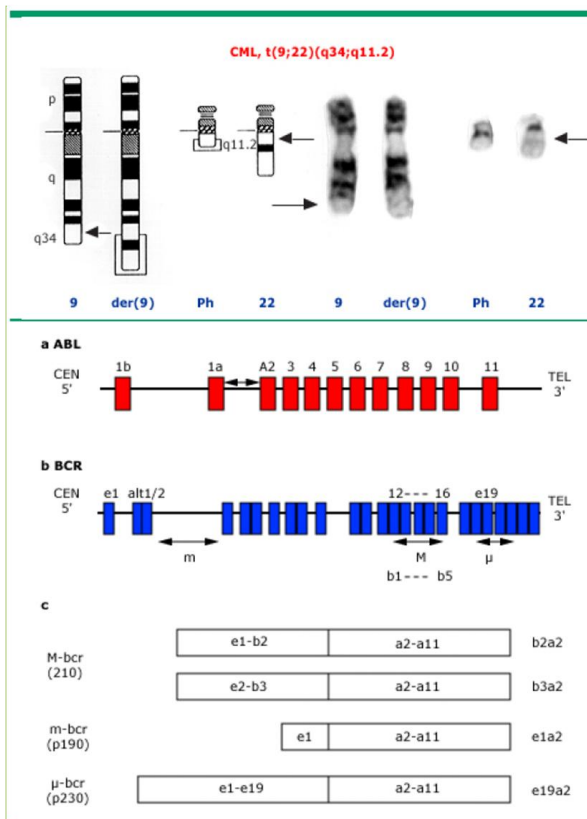 CML, t(9;22)(q34;q11.2)
p
q11.2
q
q34
9 der(9) Ph 22 9 der(9) Ph 22
a ABL
1b 1a A2 3 4 5 6 7 8 9 10 11
CEN TEL
5' 3'
b BCR
CEN e1 alt1/2 12--- 16 e19 TEL
5' 3'
m M µ
b1--- b5
c
e1-b2 a2-a11 b2a2
M-bcr
(210)
e2-b3 a2-a11 b3a2
m-bcr e1 a2-a11 e1a2
(p190)
µ-bcr e1-e19 a2-a11 e19a2
(p230)